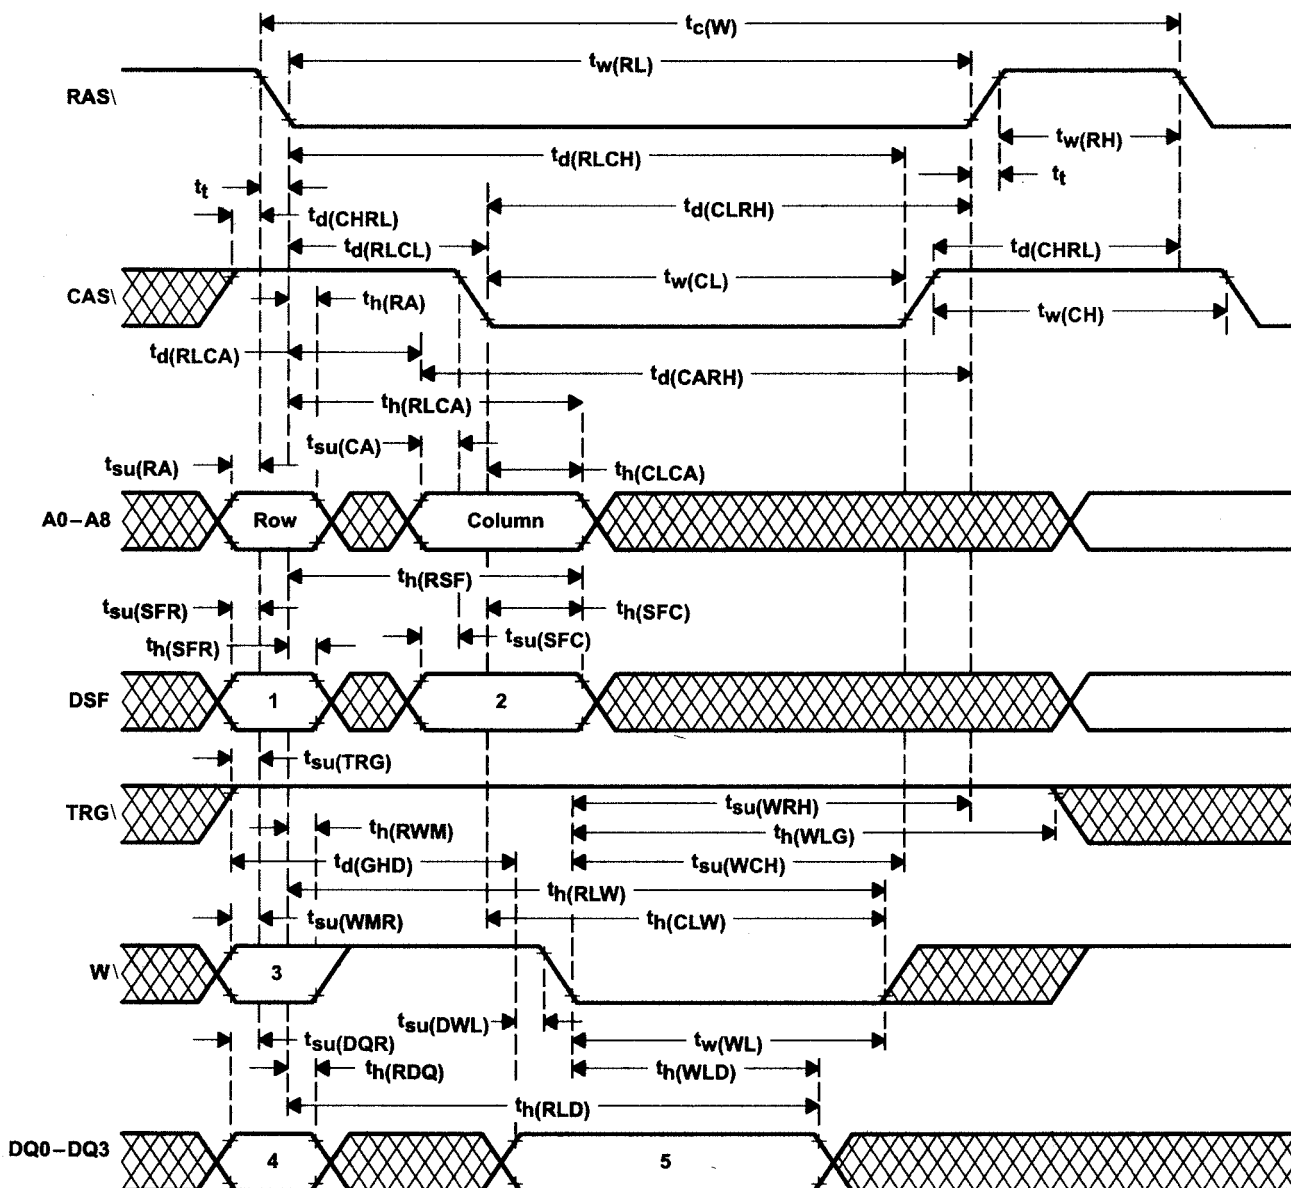 tc(W)
tw(RL)
RAS\
tw(RH)
td(RLCH)
tt
tt
td(CHRL)
td(CLRH)
td(RLCL)
td(CHRL)
tw(CL)
CAS\
th(RA)
tw(CH)
td(RLCA)
td(CARH)
th(RLCA)
tsu(CA)
tsu(RA)
th(CLCA)
A0–A8
Row
Column
th(RSF)
tsu(SFR)
th(SFC)
th(SFR)
tsu(SFC)
DSF
1
2
tsu(TRG)
TRG\
tsu(WRH)
th(RWM)
th(WLG)
td(GHD)
tsu(WCH)
th(RLW)
tsu(WMR)
th(CLW)
W\
3
tsu(DWL)
tsu(DQR)
tw(WL)
th(RDQ)
th(WLD)
th(RLD)
DQ0–DQ3
4
5